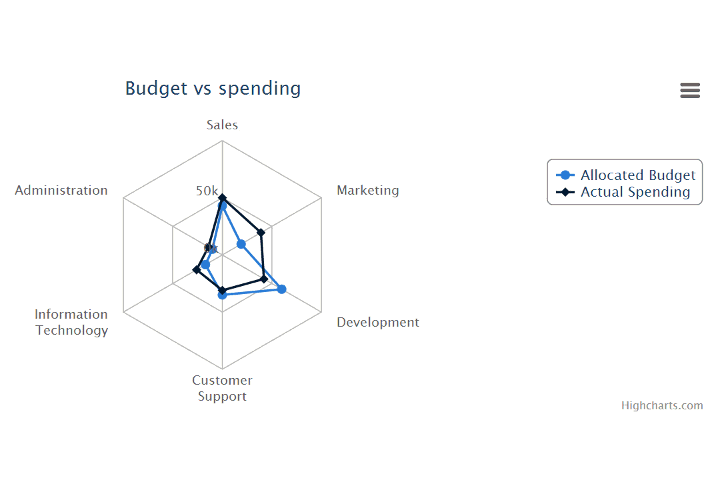 Budget vs spending
Sales
50k
Administration
Marketing
Allocated Budget
Actual Spending
Information
Technology
Development
Customer
Support
Highcharts.com